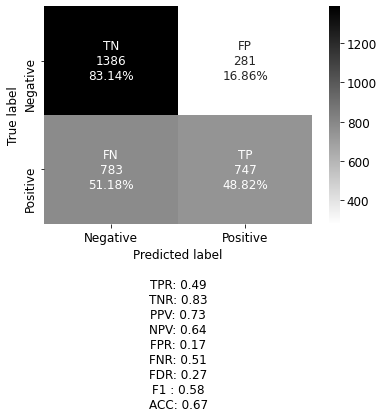 TN
1386
83.14%
FP
281
16.86%
FN
783
51.18%
TP
747
48.82%
True label
Negative
Positive
Negative
Positive
Predicted label
1200
1000
800
600
400
TPR: 0.49
TNR: 0.83
PPV: 0.73
NPV: 0.64
FPR: 0.17
FNR: 0.51
FDR: 0.27
F1 : 0.58
ACC: 0.67